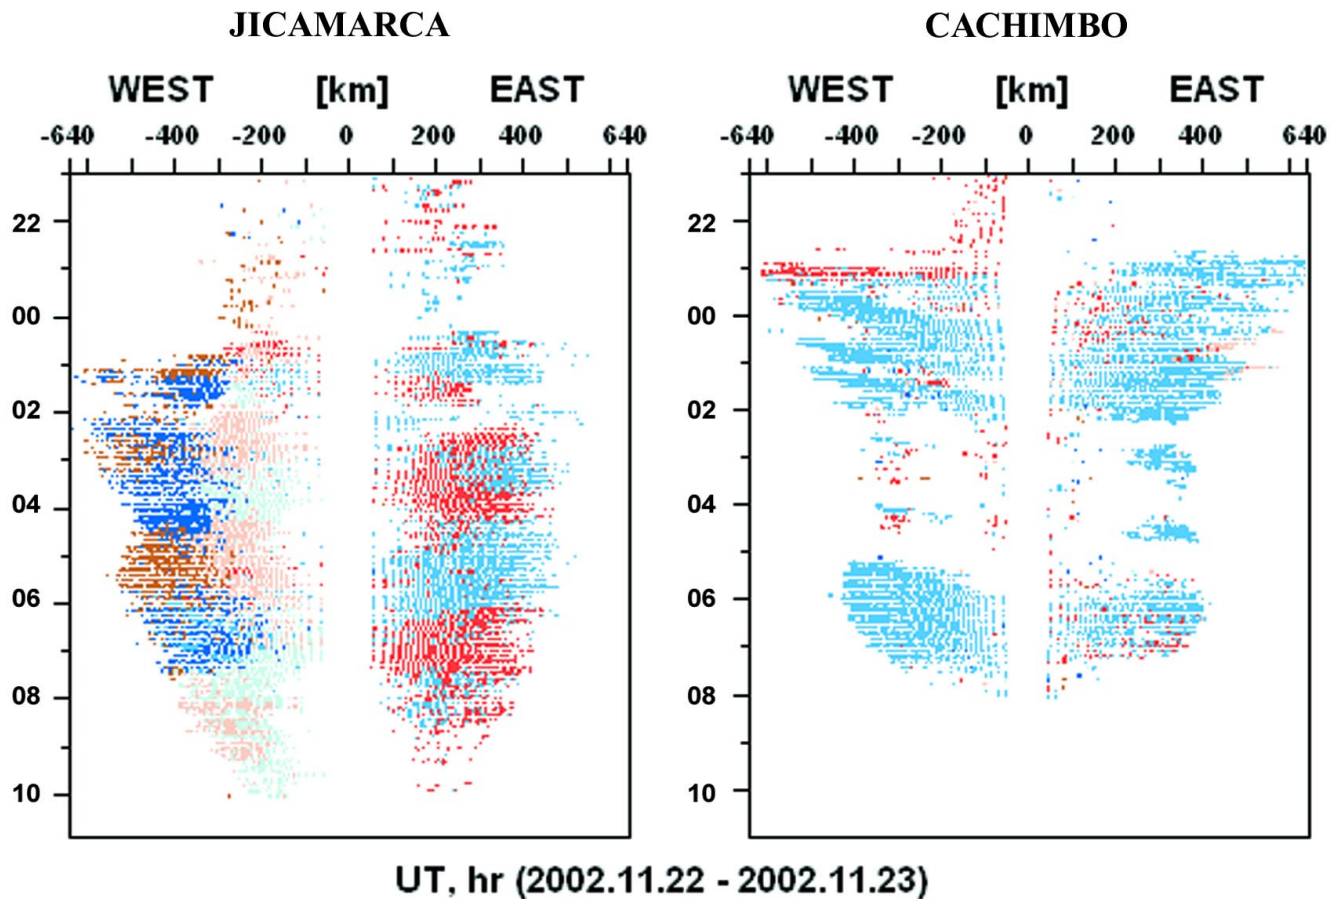 JICAMARCA CACHIMBO
WEST [km] EAST WEST [km] EAST
-640 -400 -200 0 200 400 640 -640 -400 -200 0 200 400 640
22 22
00 00
02 02
04 04
06 06
08 08
10 10
UT, hr (2002.11.22 - 2002.11.23)